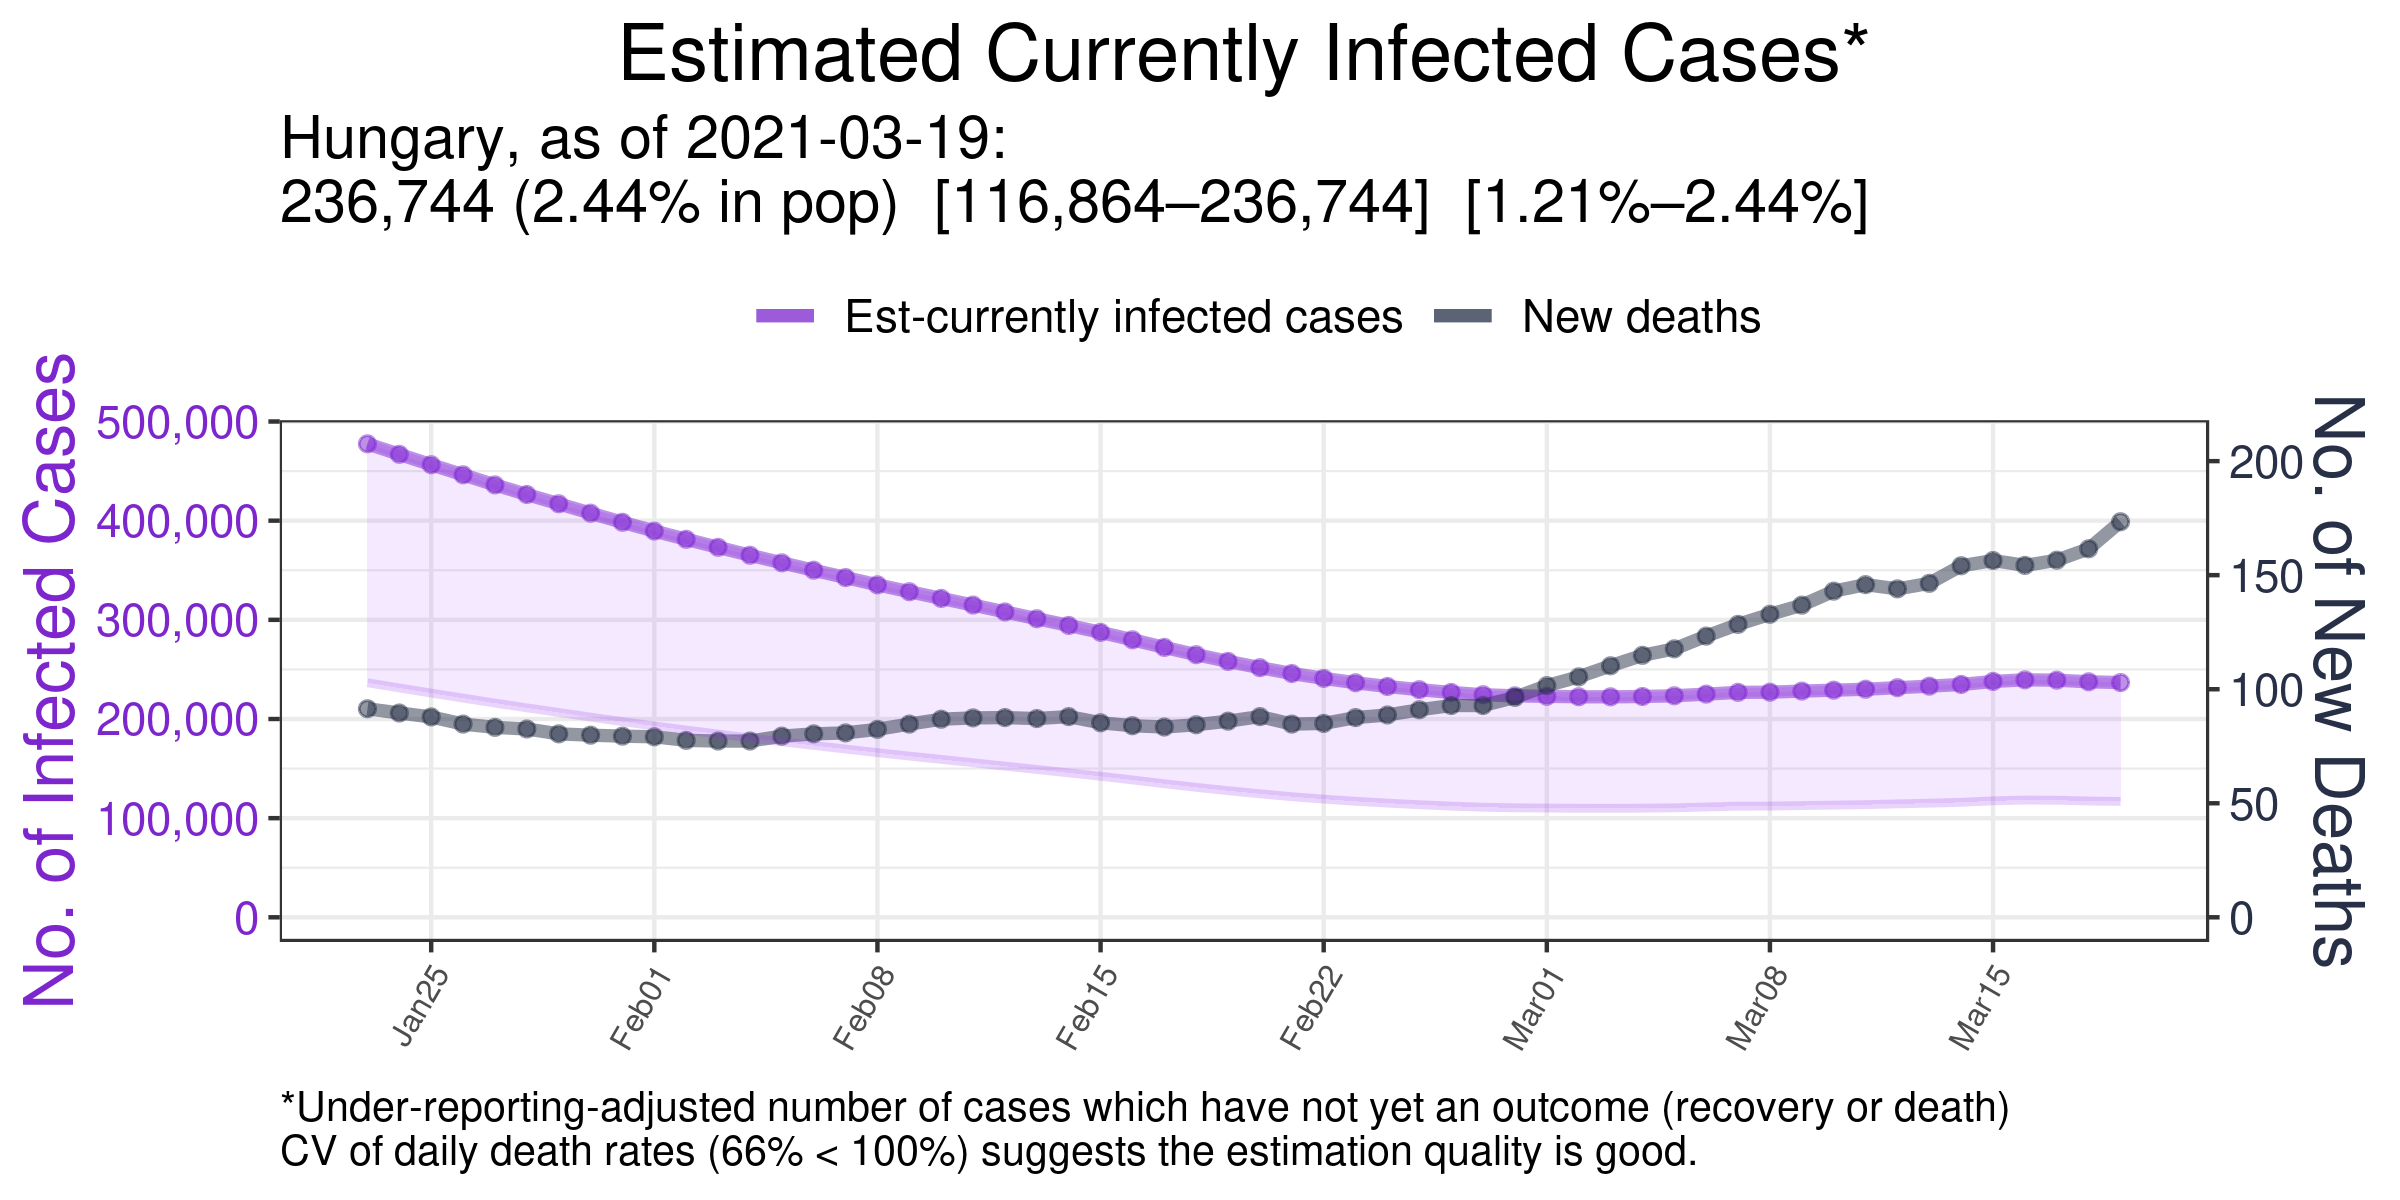 Estimated Currently Infected Cases*
Hungary, as of 2021-03-19:
236,744 (2.44% in pop)  [116,864–236,744]  [1.21%–2.44%]
Est-currently infected cases
New deaths
No. of Infected Cases
500,000
400,000
300,000
200,000
100,000
0
200
150
100
50
0
No. of New Deaths
Jan25
Feb01
Feb08
Feb15
Feb22
Mar01
Mar08
Mar15
*Under-reporting-adjusted number of cases which have not yet an outcome (recovery or death)
CV of daily death rates (66% < 100%) suggests the estimation quality is good.